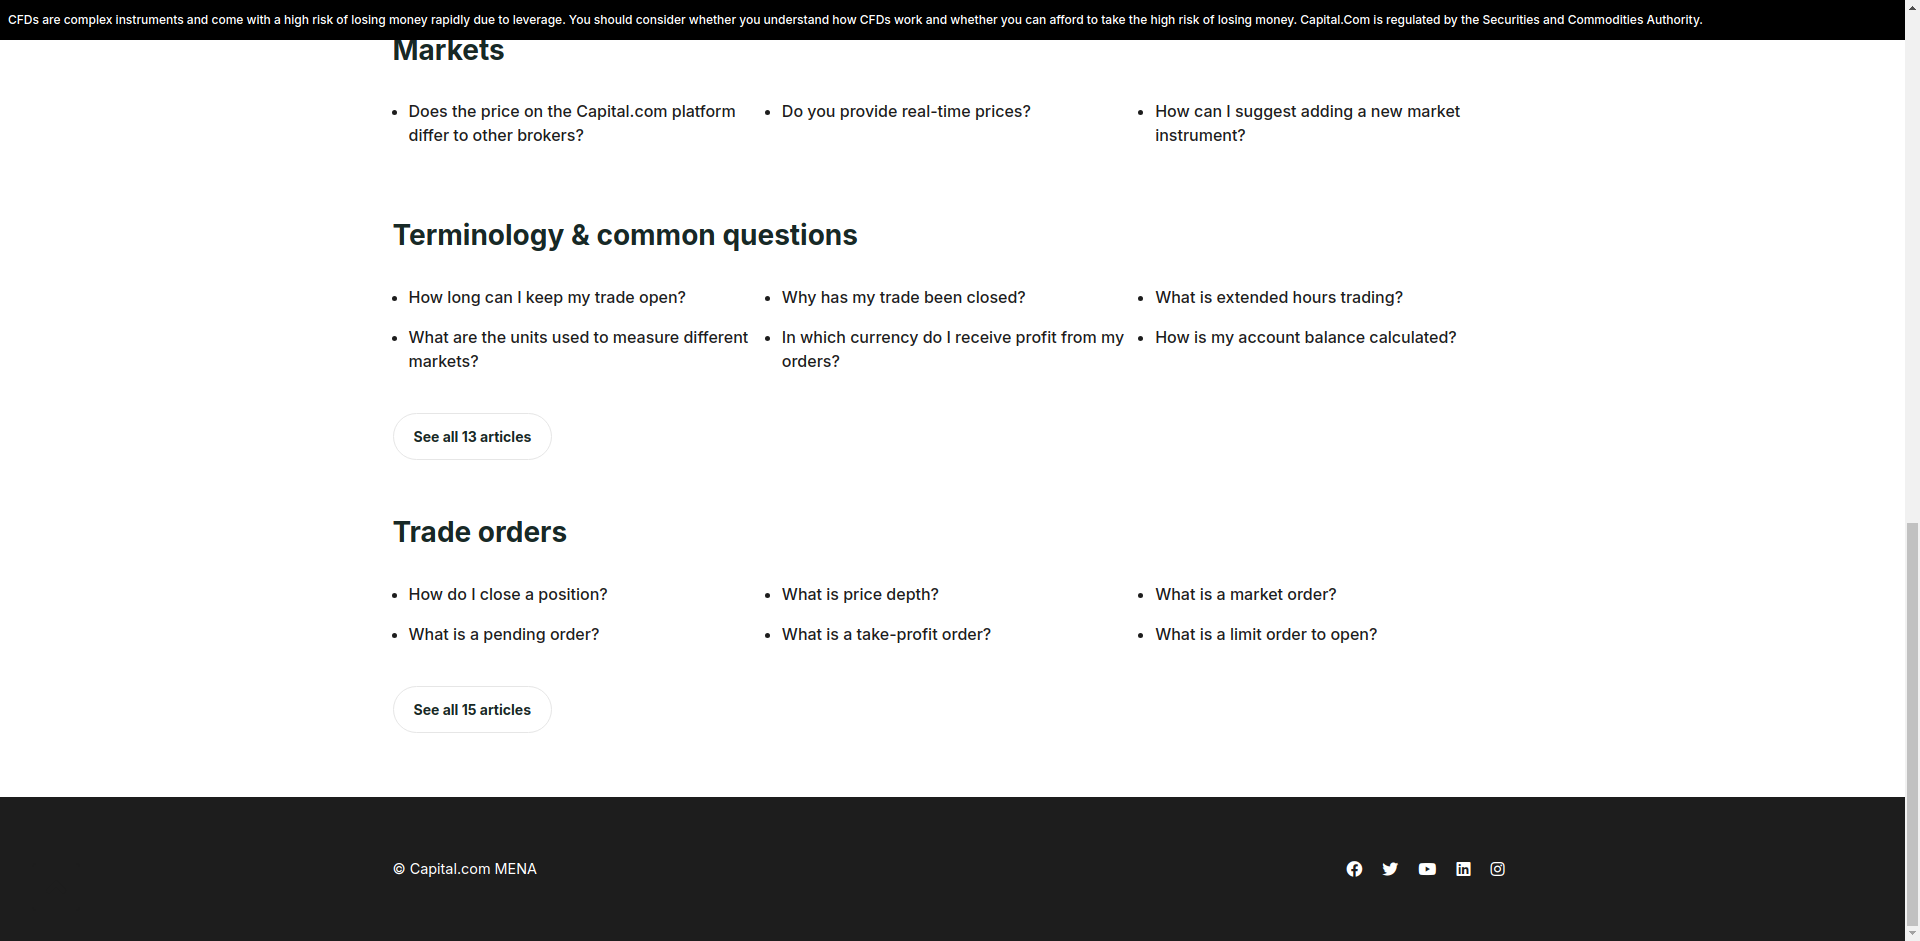 CFDs are complex instruments and come with a high risk of losing money rapidly due to leverage. You should consider whether you understand how CFDs work and whether you can afford to take the high risk of losing money. Capital.Com is regulated by the Securities and Commodities Authority.
Markets
Does the price on the Capital.com platform
differ to other brokers?
Do you provide real-time prices?
How can I suggest adding a new market
instrument?
Terminology & common questions
How long can I keep my trade open?
Why has my trade been closed?
What is extended hours trading?
What are the units used to measure different
markets?
In which currency do I receive profit from my
orders?
How is my account balance calculated?
See all 13 articles
Trade orders
How do I close a position?
What is price depth?
What is a market order?
What is a pending order?
What is a take-profit order?
What is a limit order to open?
See all 15 articles
© Capital.com MENA